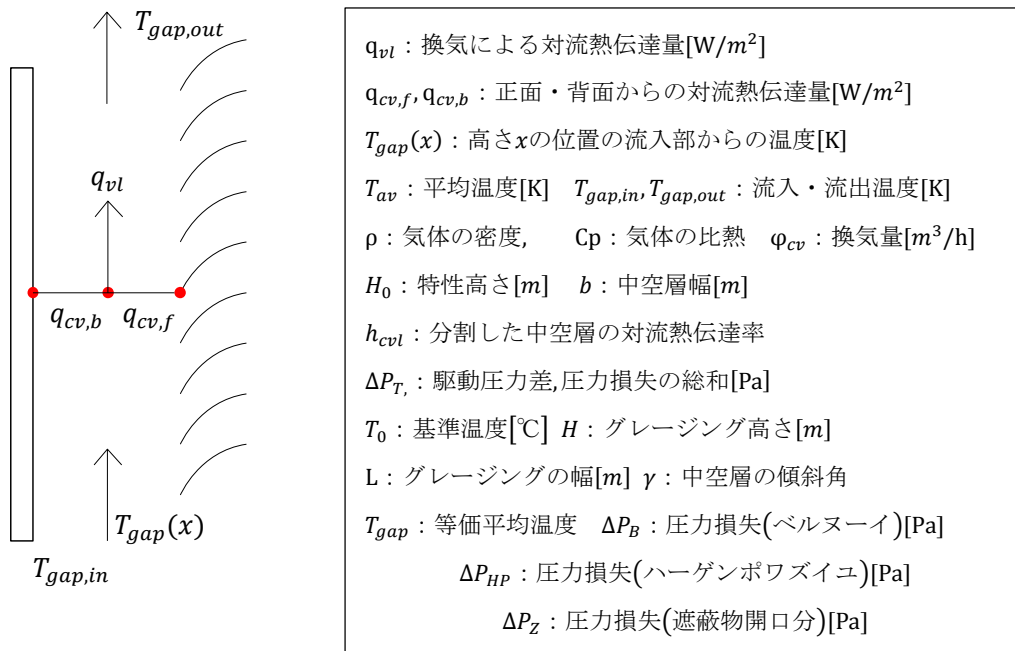 T_{gap,out}
q_{vl}
q_{cv,b} q_{cv,f}
T_{gap}(x)
T_{gap,in}
q_{vl}：換気による対流熱伝達量[W/m^2]
q_{cv,f}, q_{cv,b}：正面・背面からの対流熱伝達量[W/m^2]
T_{gap}(x)：高さxの位置の流入部からの温度[K]
T_{av}：平均温度[K] T_{gap,in}, T_{gap,out}：流入・流出温度[K]
ρ：気体の密度, Cp：気体の比熱 φ_{cv}：換気量[m^3/h]
H_0：特性高さ[m] b：中空層幅[m]
h_{cvl}：分割した中空層の対流熱伝達率
ΔP_{T,}：駆動圧力差,圧力損失の総和[Pa]
T_0：基準温度[℃] H：グレージング高さ[m]
L：グレージングの幅[m] γ：中空層の傾斜角
T_{gap}：等価平均温度 ΔP_B：圧力損失(ベルヌーイ)[Pa]
ΔP_{HP}：圧力損失(ハーゲンポワズイユ)[Pa]
ΔP_Z：圧力損失(遮蔽物開口分)[Pa]